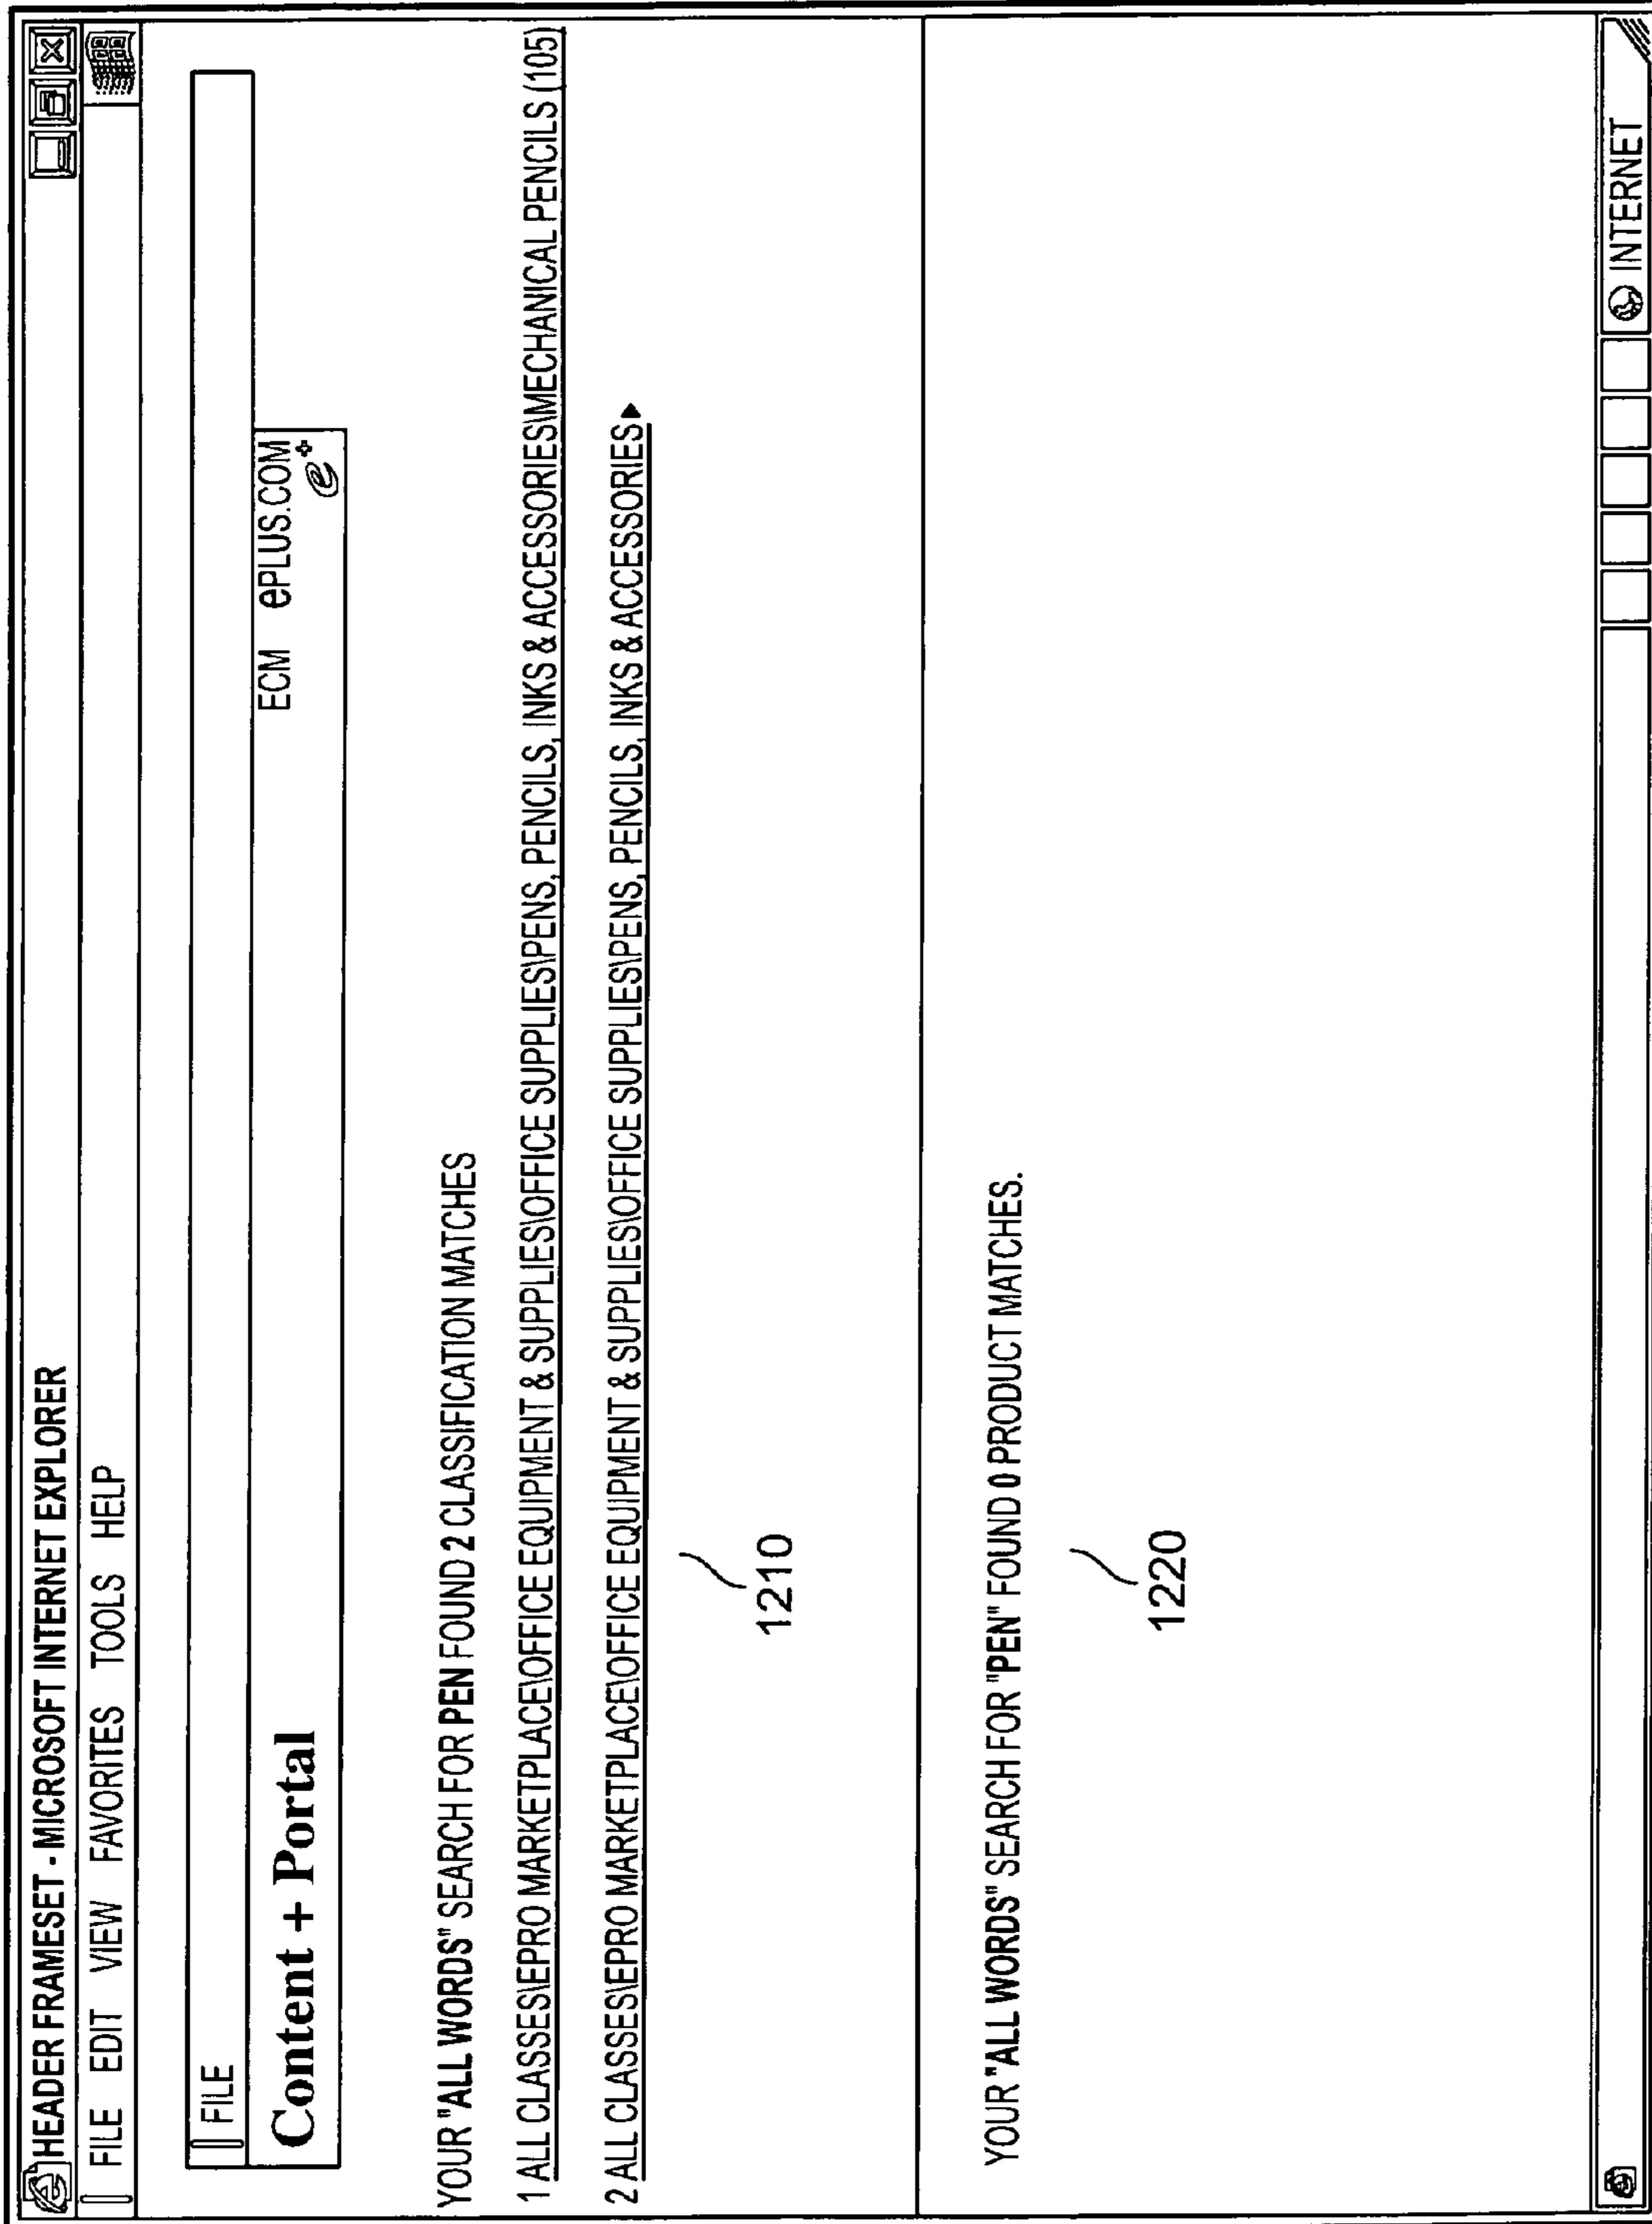 HEADER FRAMESET - MICROSOFT INTERNET EXPLORER
FILE EDIT VIEW FAVORITES TOOLS HELP
FILE
Content + Portal
ECM ePLUS.COM
e+
YOUR "ALL WORDS" SEARCH FOR PEN FOUND 2 CLASSIFICATION MATCHES
1 ALL CLASSES\EPRO MARKETPLACE\OFFICE EQUIPMENT & SUPPLIES\OFFICE SUPPLIES\PENS, PENCILS, INKS & ACCESSORIES\MECHANICAL PENCILS (105)
2 ALL CLASSES\EPRO MARKETPLACE\OFFICE EQUIPMENT & SUPPLIES\OFFICE SUPPLIES\PENS, PENCILS, INKS & ACCESSORIES
1210
YOUR "ALL WORDS" SEARCH FOR "PEN" FOUND 0 PRODUCT MATCHES.
1220
INTERNET